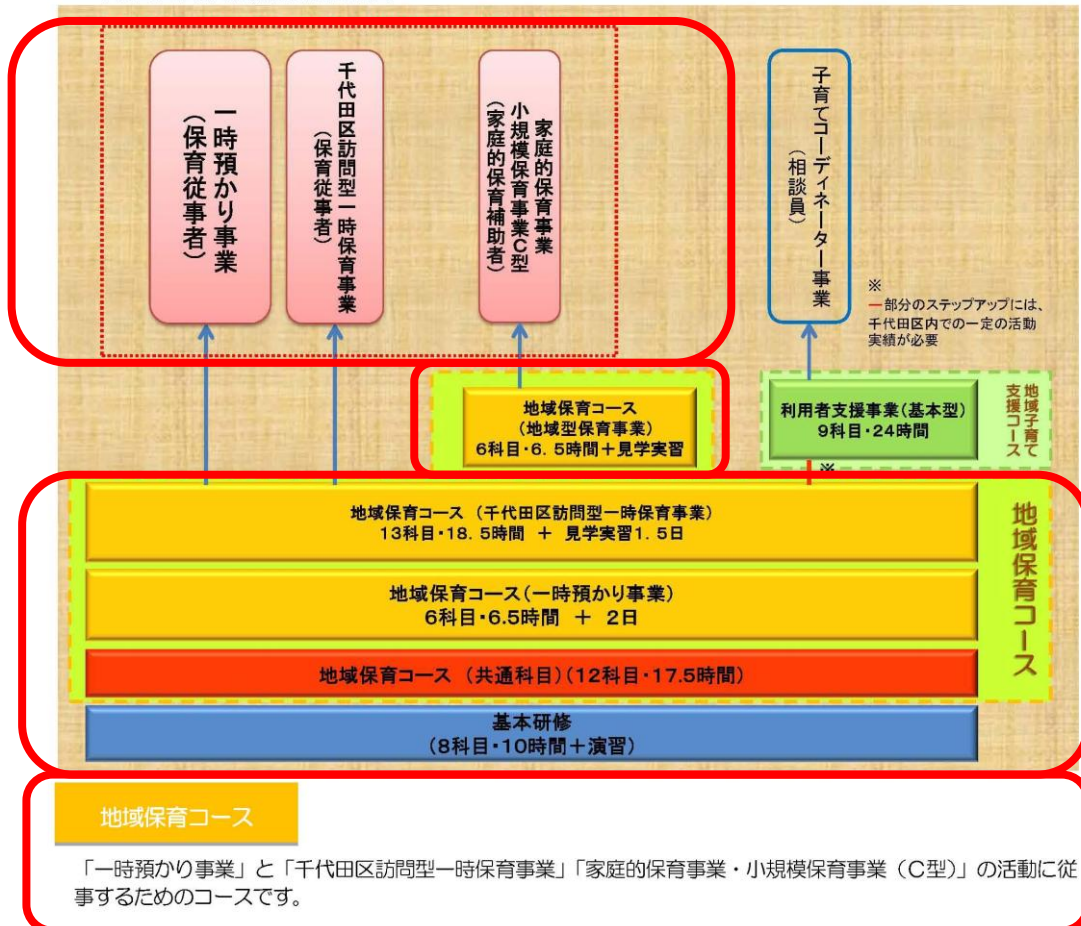 一時預かり事業
（保育従事者）
千代田区訪問型一時保育事業
（保育従事者）
家庭的保育事業
小規模保育事業C型
（家庭的保育補助者）
子育てコーディネーター事業
（相談員）
※
一部分のステップアップには、
千代田区内での一定の活動
実績が必要
地域保育コース
（地域型保育事業）
6科目・6．5時間＋見学実習
利用者支援事業（基本型）
9科目・24時間
地域子育て
支援コース
※
地域保育コース （千代田区訪問型一時保育事業）
13科目・18．5時間 ＋ 見学実習1．5日
地域保育コース（一時預かり事業）
6科目・6.5時間 ＋ 2日
地域保育コース （共通科目）（12科目・17.5時間）
地域保育コース
基本研修
（8科目・10時間＋演習）
地域保育コース
「一時預かり事業」と「千代田区訪問型一時保育事業」「家庭的保育事業・小規模保育事業（C型）」の活動に従
事するためのコースです。